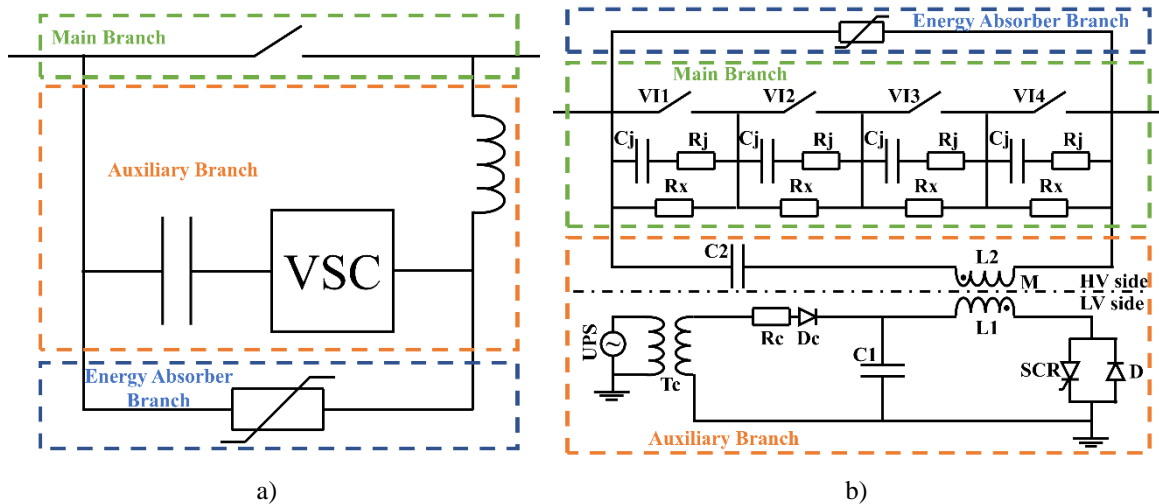 Main Branch
Auxiliary Branch
VSC
Energy Absorber
Branch
a)
Energy Absorber Branch
Main Branch
VI1 VI2 VI3 VI4
Cj Rj Cj Rj Cj Rj Cj Rj
Rx Rx Rx Rx
C2 L2
M HV side
LV side
UPS Tc Rc Dc C1 L1 SCR D
Auxiliary Branch
b)